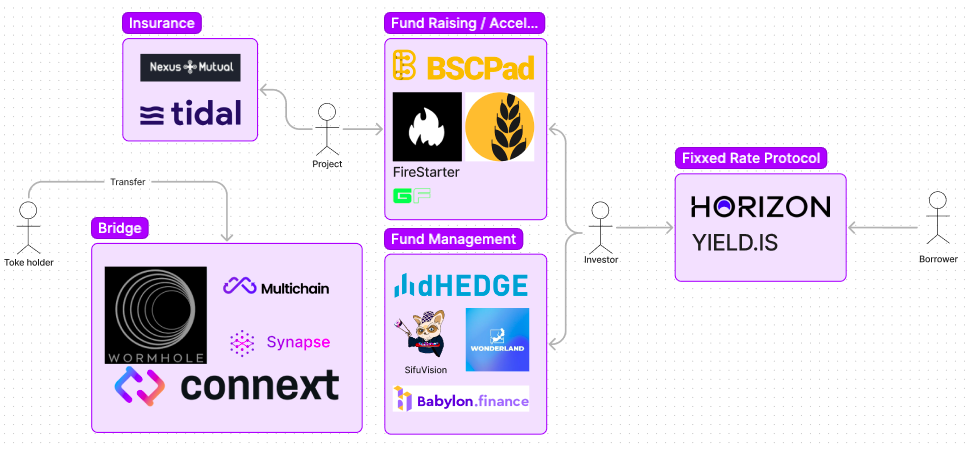 Insurance
Nexus Mutual
tidal
Fund Raising / Accel...
BSCPad
FireStarter
GF
Project
Fixxed Rate Protocol
HORIZON
YIELD.IS
Transfer
Toke holder
Bridge
WORMHOLE
Multichain
Synapse
connext
Fund Management
dHEDGE
SifuVision
WONDERLAND
Babylon.finance
Investor
Borrower